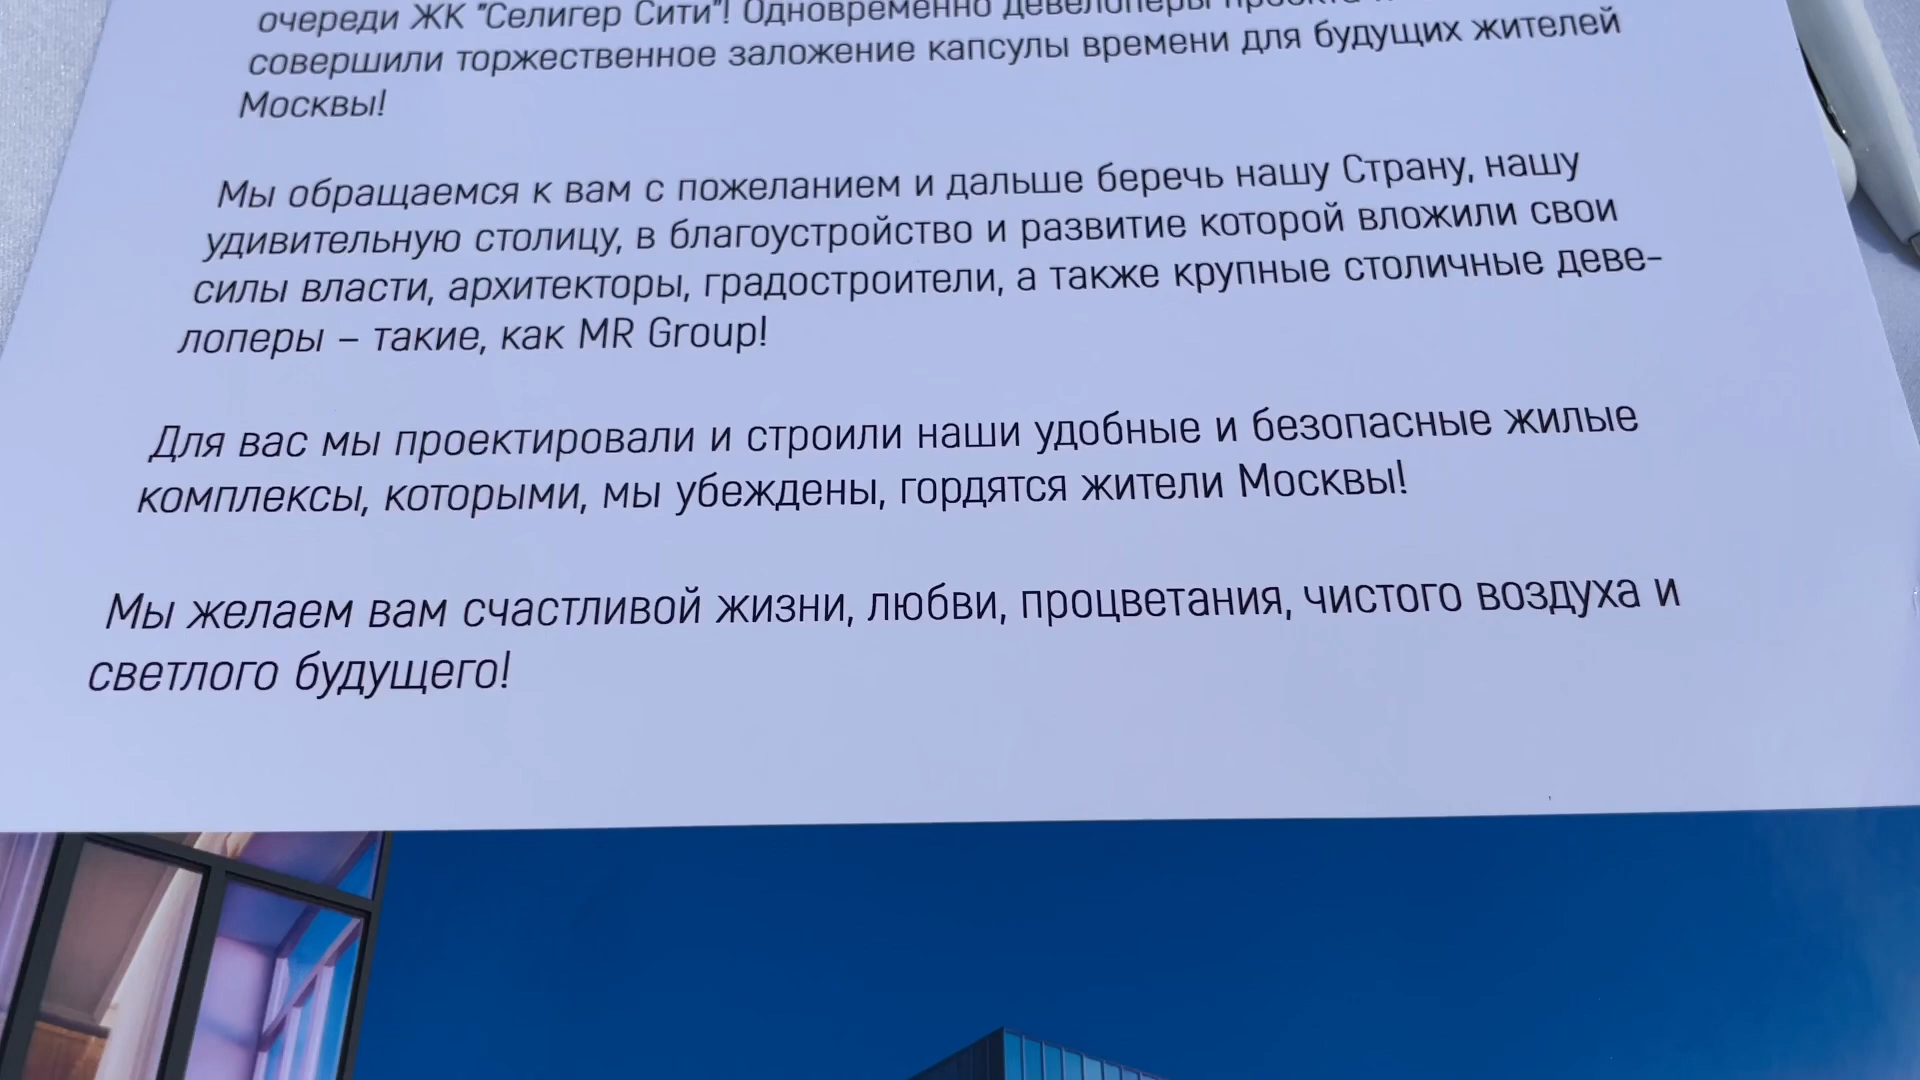 очереди ЖК "Селигер Сити"! Одновременно девелоперы проекта
совершили торжественное заложение капсулы времени для будущих жителей
Москвы!
Мы обращаемся к вам с пожеланием и дальше беречь нашу Страну, нашу
удивительную столицу, в благоустройство и развитие которой вложили свои
силы власти, архитекторы, градостроители, а также крупные столичные деве-
лоперы – такие, как MR Group!
Для вас мы проектировали и строили наши удобные и безопасные жилые
комплексы, которыми, мы убеждены, гордятся жители Москвы!
Мы желаем вам счастливой жизни, любви, процветания, чистого воздуха и
светлого будущего!